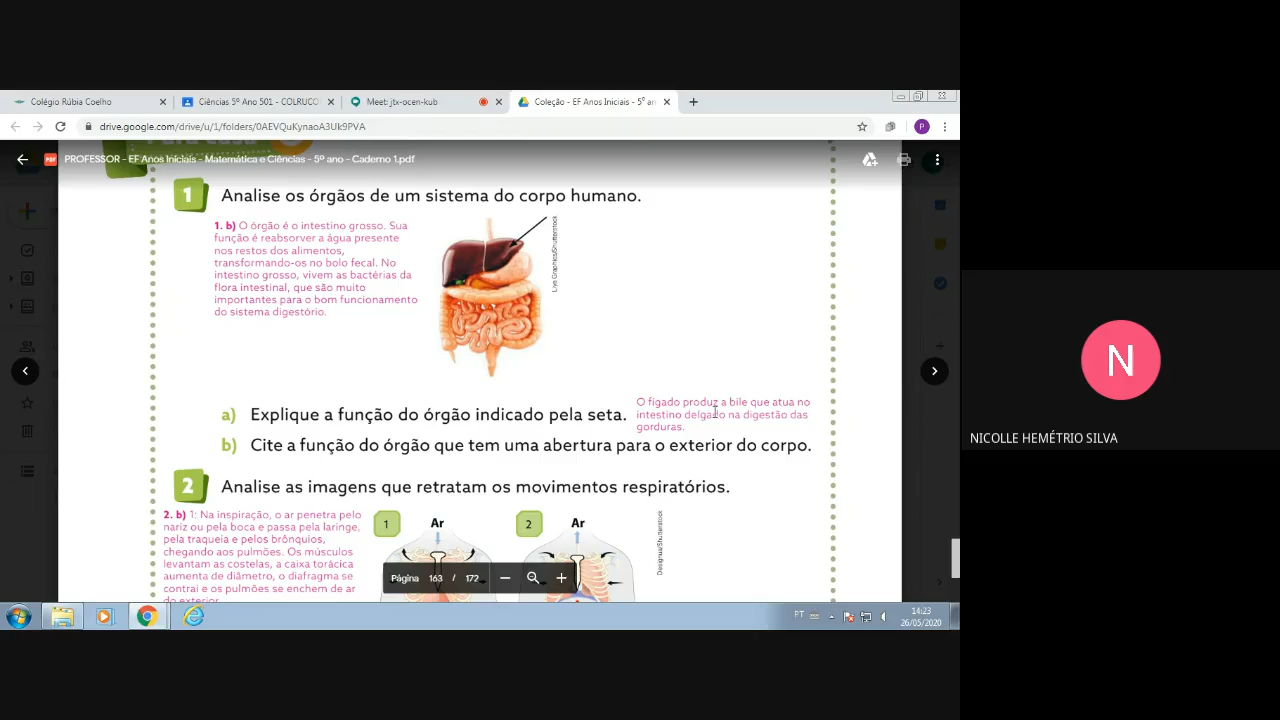 Colégio Rúbia Coelho
Ciências 5º Ano 501 - COLRUCO
Meet: jtx-ocen-kub
Coleção - EF Anos Iniciais - 5º an
drive.google.com/drive/u/1/folders/0AEVQuKynaoA3Uk9PVA
P
Para Casa
PDF
PROFESSOR - EF Anos Iniciais - Matemática e Ciências - 5º ano - Caderno 1.pdf
1 Analise os órgãos de um sistema do corpo humano.
1. b) O órgão é o intestino grosso. Sua
função é reabsorver a água presente
nos restos dos alimentos,
transformando-os no bolo fecal. No
intestino grosso, vivem as bactérias da
flora intestinal, que são muito
importantes para o bom funcionamento
do sistema digestório.
Graphics/Shutterstock
a) Explique a função do órgão indicado pela seta.
O fígado produz a bile que atua no
intestino delgado na digestão das
gorduras.
b) Cite a função do órgão que tem uma abertura para o exterior do corpo.
2 Analise as imagens que retratam os movimentos respiratórios.
2. b) 1: Na inspiração, o ar penetra pelo
nariz ou pela boca e passa pela laringe,
pela traqueia e pelos brônquios,
chegando aos pulmões. Os músculos
levantam as costelas, a caixa torácica
aumenta de diâmetro, o diafragma se
contrai e os pulmões se enchem de ar
do exterior.
1 Ar
2 Ar
Designua/Shutterstock
Página 163 / 172
N
NICOLLE HEMÉTRIO SILVA
PT
14:23
26/05/2020